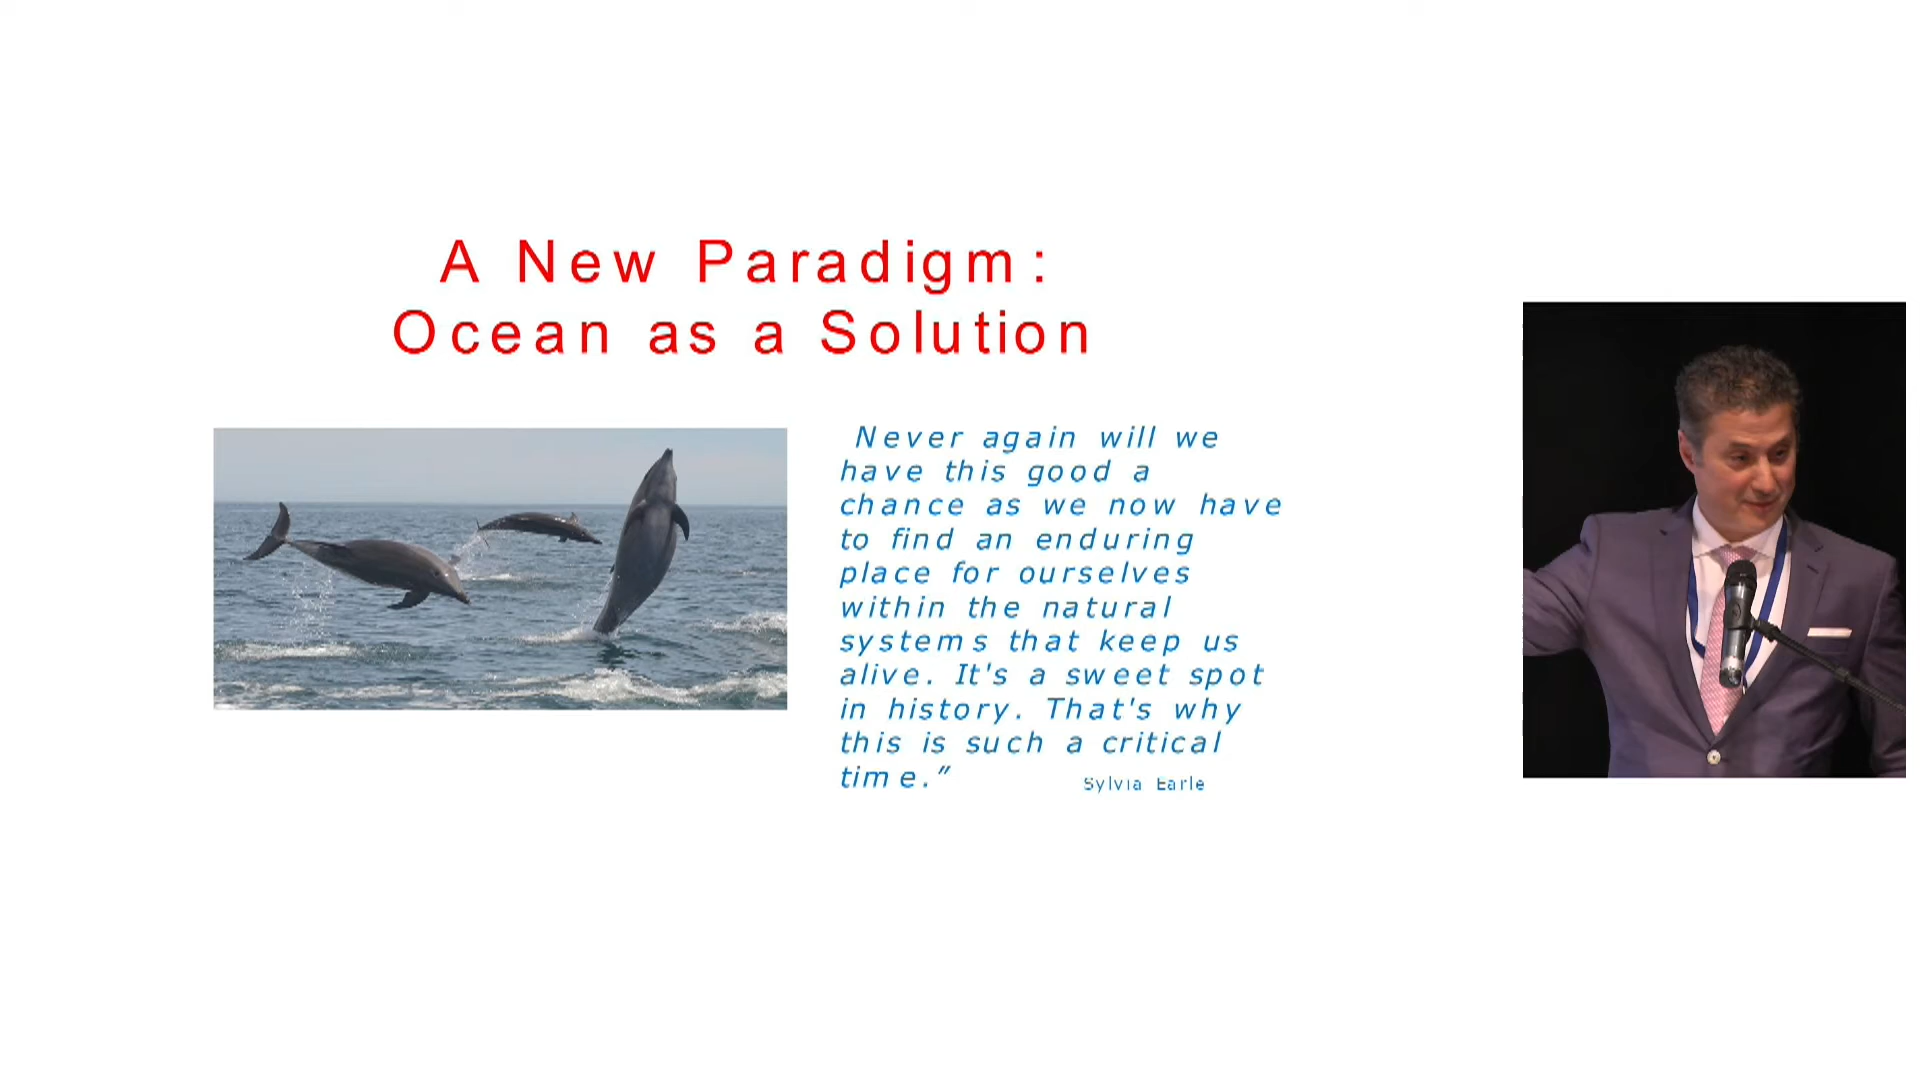 A New Paradigm:
Ocean as a Solution
Never again will we
have this good a
chance as we now have
to find an enduring
place for ourselves
within the natural
systems that keep us
alive. It's a sweet spot
in history. That's why
this is such a critical
time.”
Sylvia Earle